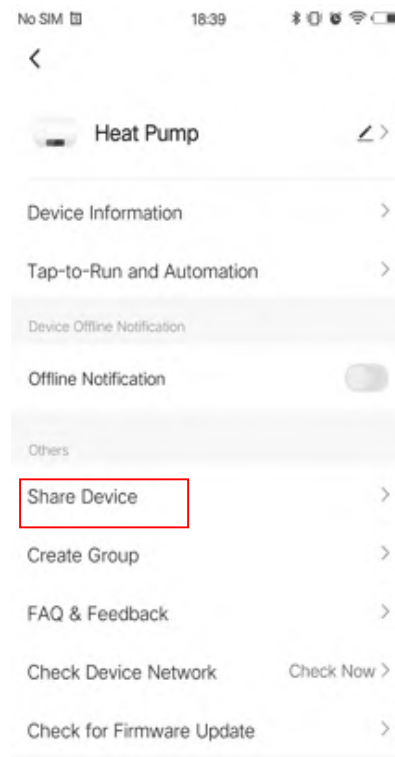 No SIM 18:39
Heat Pump
Device Information
Tap-to-Run and Automation
Device Offline Notification
Offline Notification
Others
Share Device
Create Group
FAQ & Feedback
Check Device Network Check Now
Check for Firmware Update